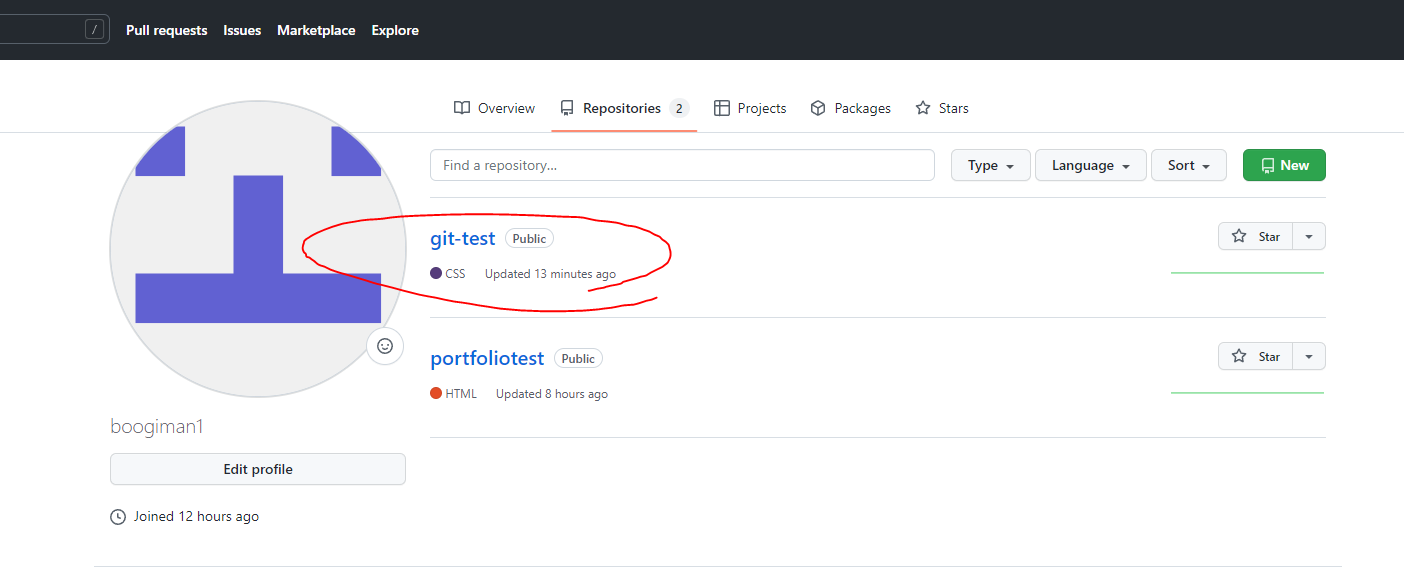 / Pull requests Issues Marketplace Explore
Overview Repositories 2 Projects Packages Stars
Find a repository... Type Language Sort New
git-test Public Star
CSS Updated 13 minutes ago
portfoliotest Public Star
HTML Updated 8 hours ago
boogiman1
Edit profile
Joined 12 hours ago